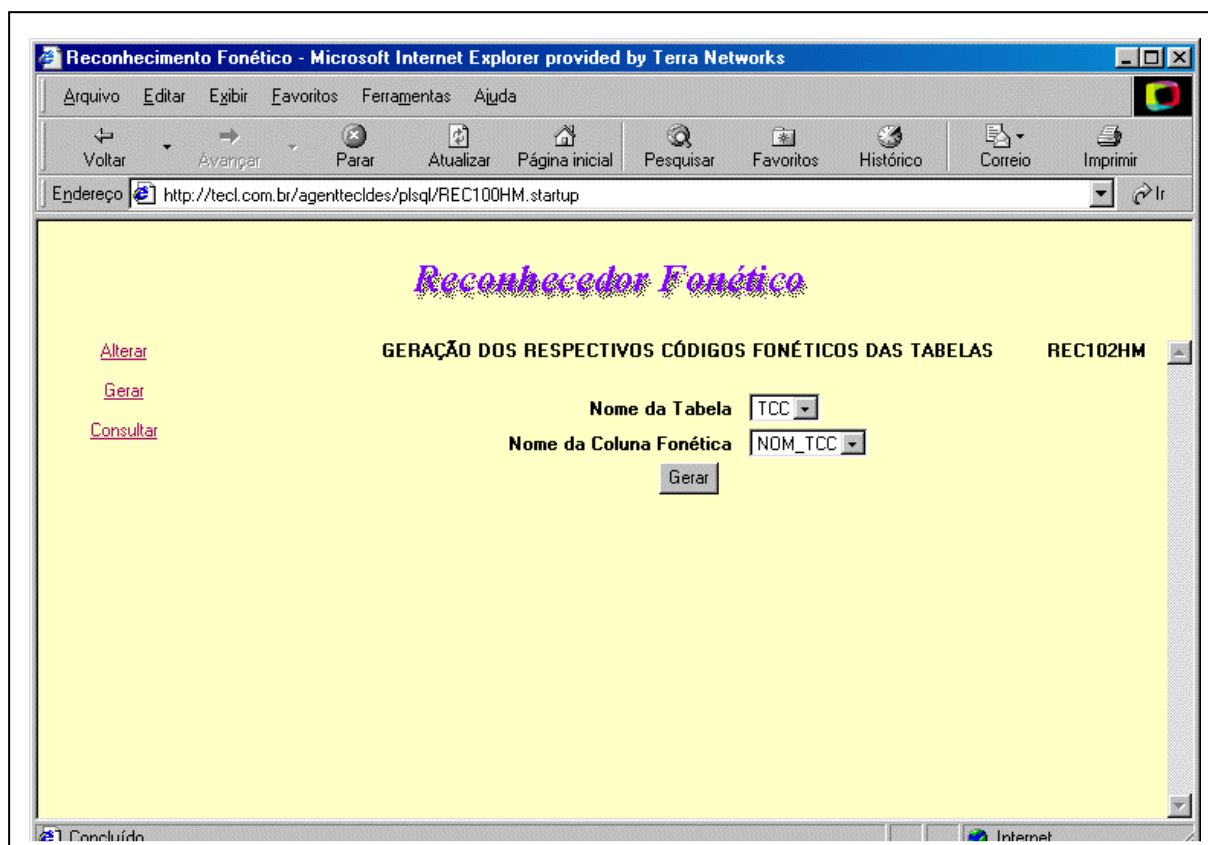 Reconhecimento Fonético - Microsoft Internet Explorer provided by Terra Networks
Arquivo Editar Exibir Favoritos Ferramentas Ajuda
Voltar Avançar Parar Atualizar Página inicial Pesquisar Favoritos Histórico Correio Imprimir
Endereço http://tecl.com.br/agenttecldes/plsql/REC100HM.startup Ir
Reconhecedor Fonético
Alterar
Gerar
Consultar
GERAÇÃO DOS RESPECTIVOS CÓDIGOS FONÉTICOS DAS TABELAS REC102HM
Nome da Tabela TCC
Nome da Coluna Fonética NOM_TCC
Gerar
Concluído Internet